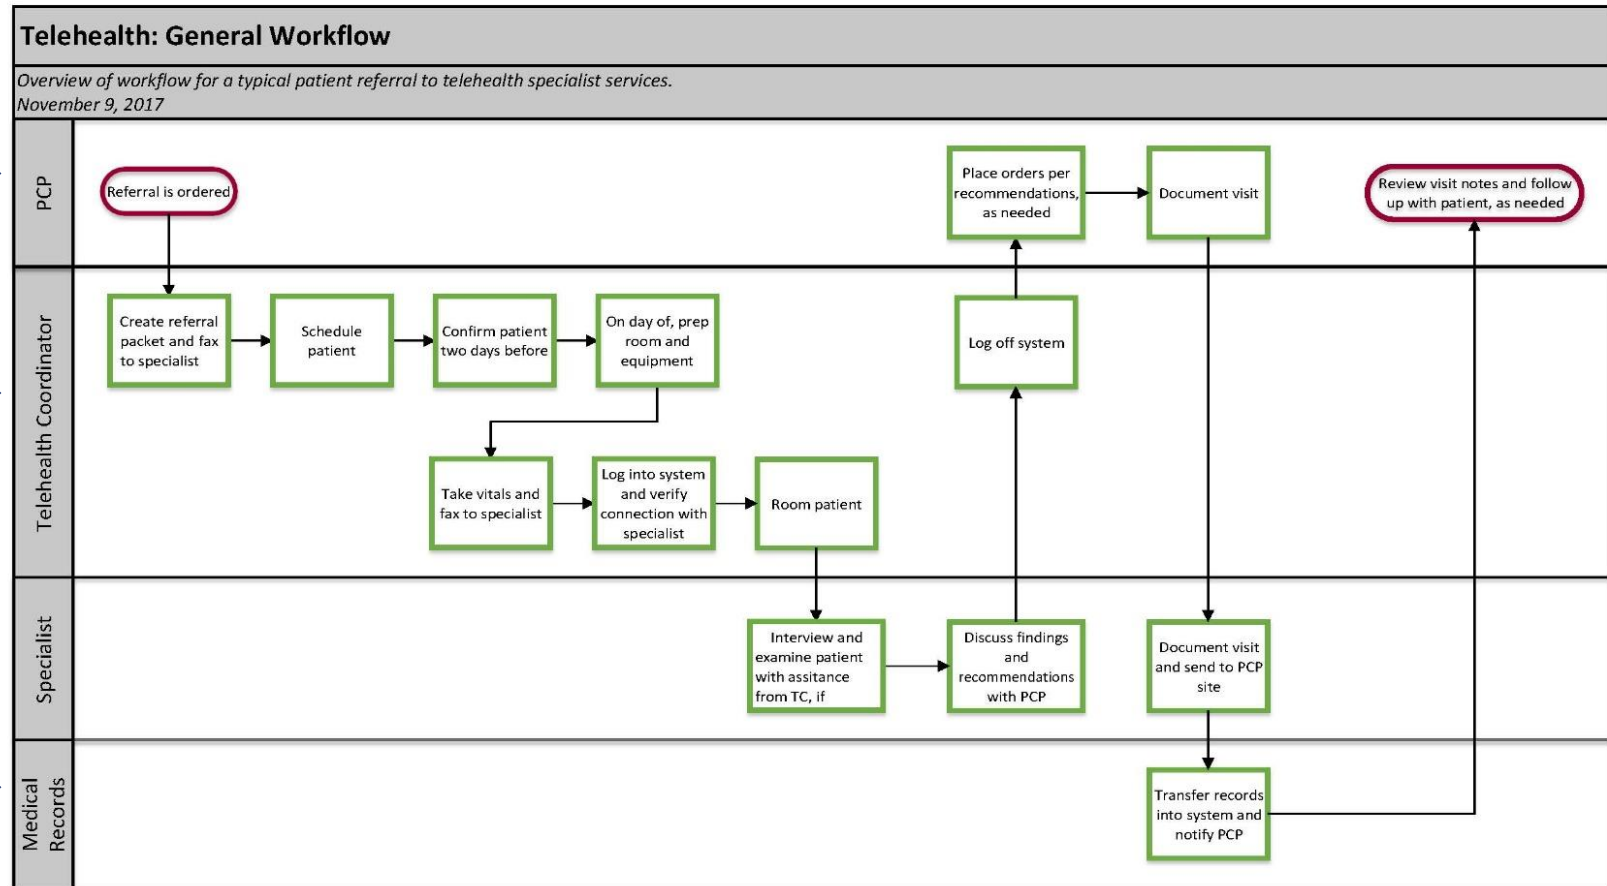 Telehealth: General Workflow
Overview of workflow for a typical patient referral to telehealth specialist services.
November 9, 2017
PCP
Referral is ordered
Place orders per
recommendations,
as needed
Document visit
Review visit notes and follow
up with patient, as needed
Telehealth Coordinator
Create referral
packet and fax
to specialist
Schedule
patient
Confirm patient
two days before
On day of, prep
room and
equipment
Log off system
Take vitals and
fax to specialist
Log into system
and verify
connection with
specialist
Room patient
Specialist
Interview and
examine patient
with assitance
from TC, if
Discuss findings
and
recommendations
with PCP
Document visit
and send to PCP
site
Medical
Records
Transfer records
into system and
notify PCP